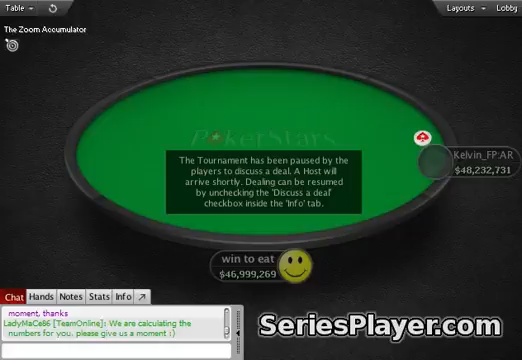 Table
Layouts
Lobby
The Zoom Accumulator
PokerStars
The Tournament has been paused by the
players to discuss a deal. A Host will
arrive shortly. Dealing can be resumed
by unchecking the 'Discuss a deal'
checkbox inside the 'Info' tab.
Kelvin_FP:AR
$48,232,731
win to eat
$46,999,269
Chat Hands Notes Stats Info
moment, thanks
LadyMaCe86 [TeamOnline]: We are calculating the
numbers for you, please give us a moment :)
SeriesPlayer.com